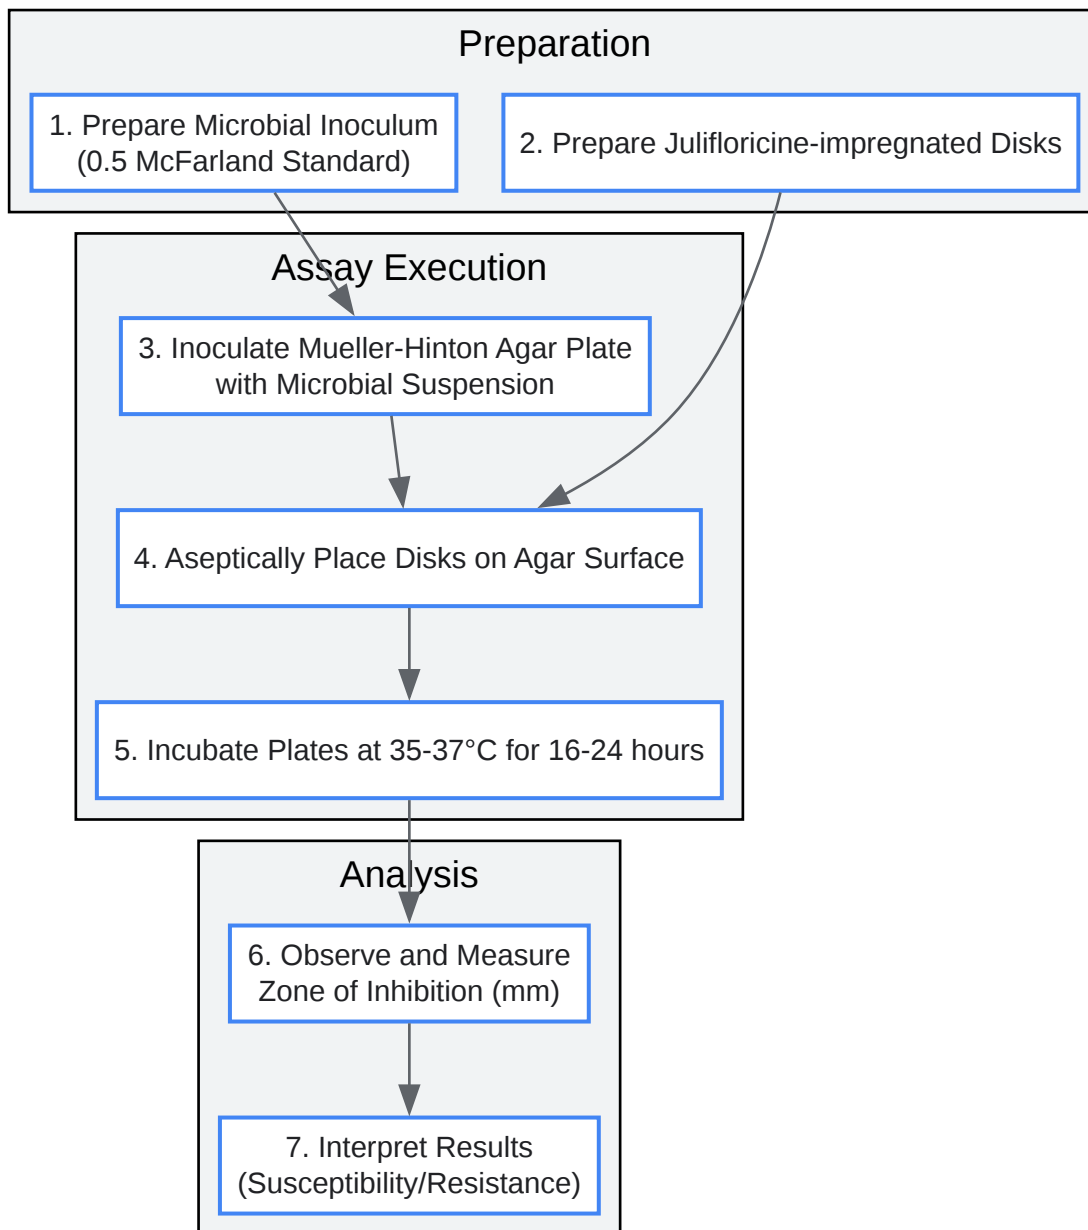 Preparation
1. Prepare Microbial Inoculum
(0.5 McFarland Standard)
2. Prepare Julifloricine-impregnated Disks
Assay Execution
3. Inoculate Mueller-Hinton Agar Plate
with Microbial Suspension
4. Aseptically Place Disks on Agar Surface
5. Incubate Plates at 35-37°C for 16-24 hours
Analysis
6. Observe and Measure
Zone of Inhibition (mm)
7. Interpret Results
(Susceptibility/Resistance)